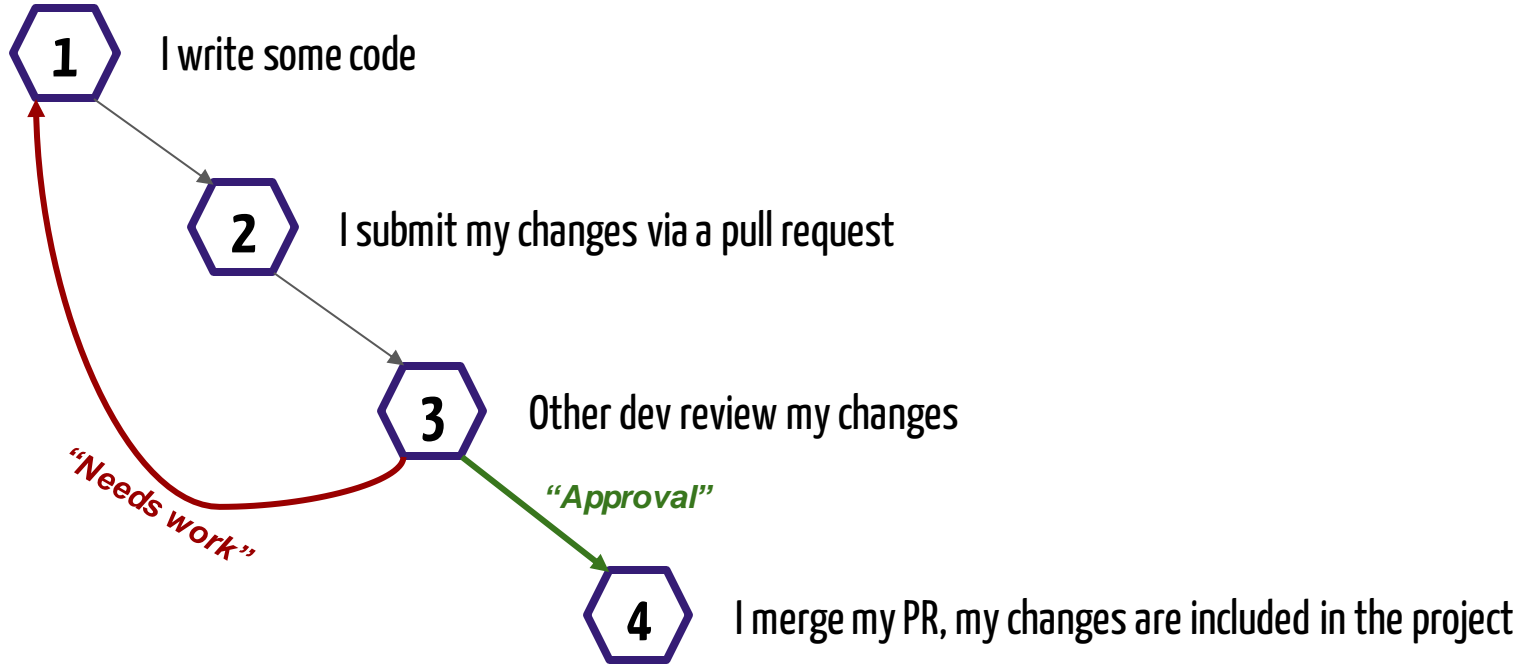 1 I write some code
2 I submit my changes via a pull request
3 Other dev review my changes
“Needs work”
“Approval”
4 I merge my PR, my changes are included in the project